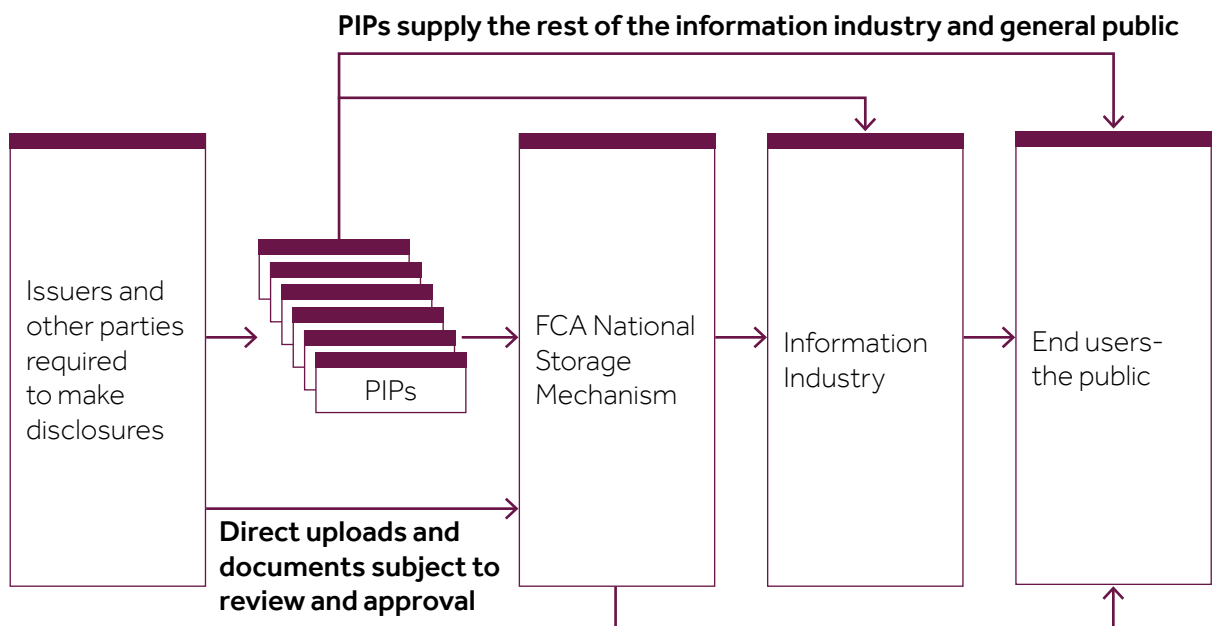 PIPs supply the rest of the information industry and general public
Issuers and
other parties
required
to make
disclosures
PIPs
FCA National
Storage
Mechanism
Information
Industry
End users-
the public
Direct uploads and
documents subject to
review and approval